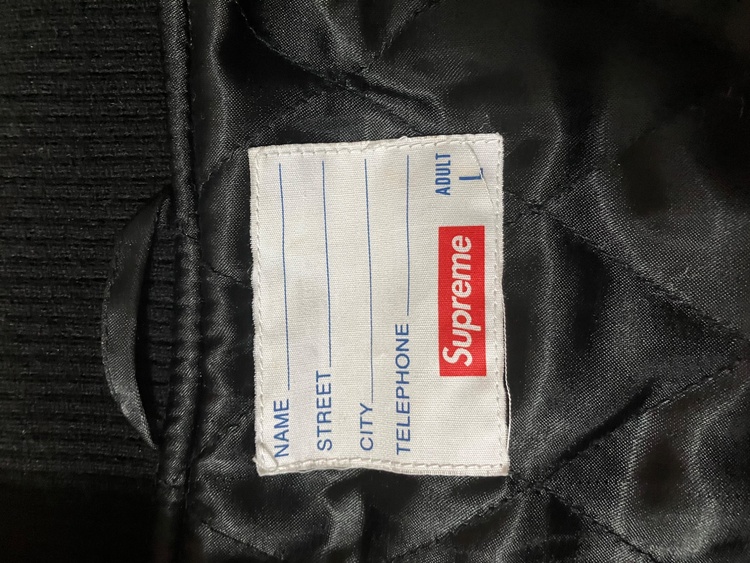 NAME
STREET
CITY
TELEPHONE
Supreme
ADULT
L